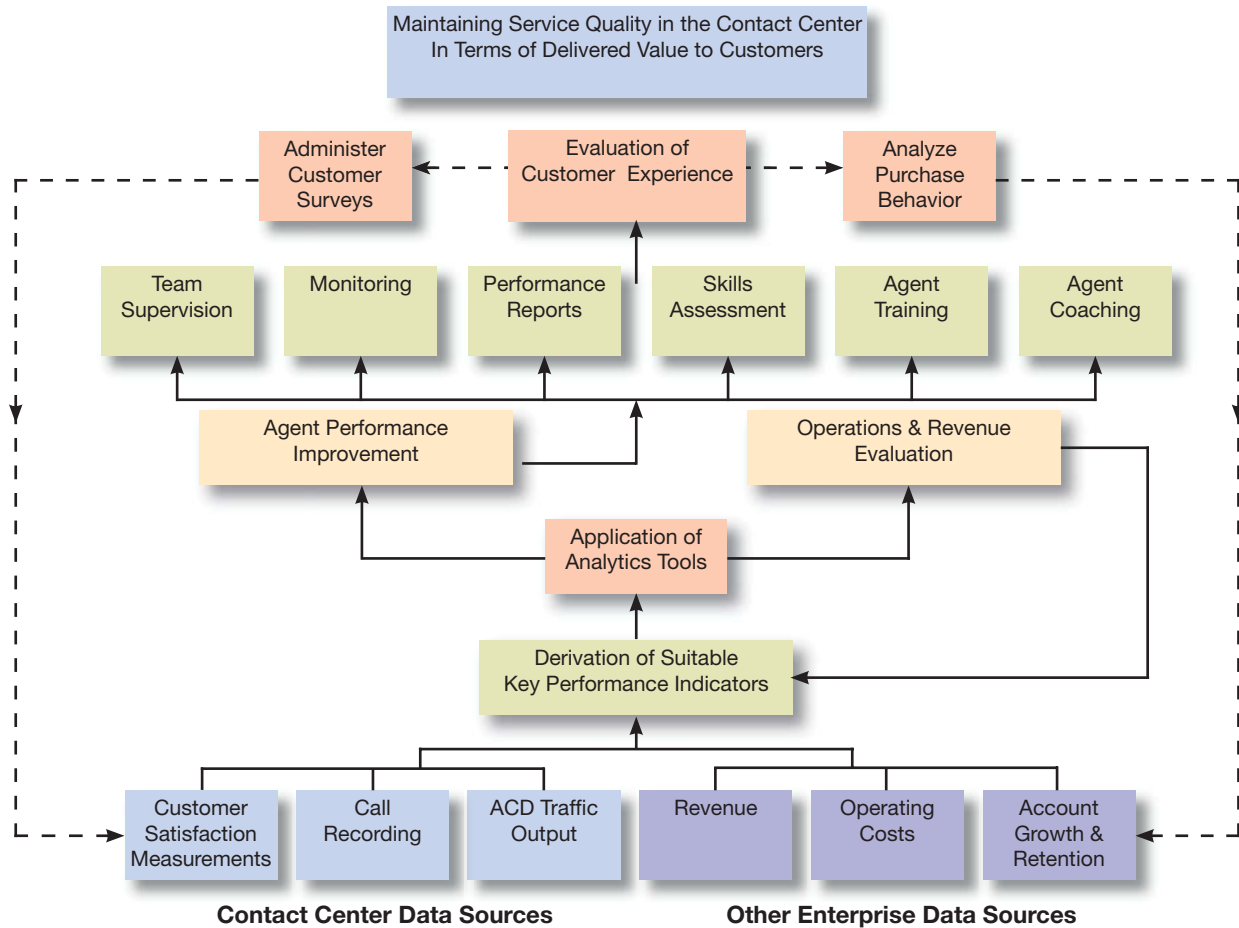 Maintaining Service Quality in the Contact Center
In Terms of Delivered Value to Customers
Administer
Customer
Surveys
Evaluation of
Customer Experience
Analyze
Purchase
Behavior
Team
Supervision
Monitoring
Performance
Reports
Skills
Assessment
Agent
Training
Agent
Coaching
Agent Performance
Improvement
Operations & Revenue
Evaluation
Application of
Analytics Tools
Derivation of Suitable
Key Performance Indicators
Customer
Satisfaction
Measurements
Call
Recording
ACD Traffic
Output
Revenue
Operating
Costs
Account
Growth &
Retention
Contact Center Data Sources
Other Enterprise Data Sources